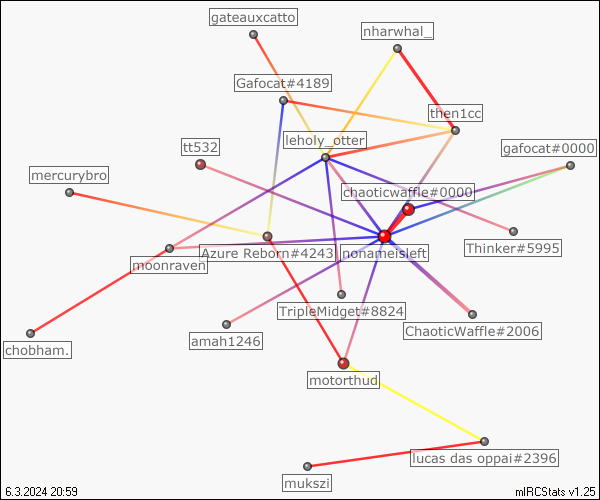 gateauxcatto
nharwhal_
Gafocat#4189
then1cc
leholy_otter
tt532
gafocat#0000
mercurybro
chaoticwaffle#0000
Azure Reborn#4243
nonameisleft
Thinker#5995
moonraven
TripleMidget#8824
ChaoticWaffle#2006
amah1246
chobham.
motorthud
lucas das oppai#2396
mukszi
6.3.2024 20:59
mIRCStats v1.25